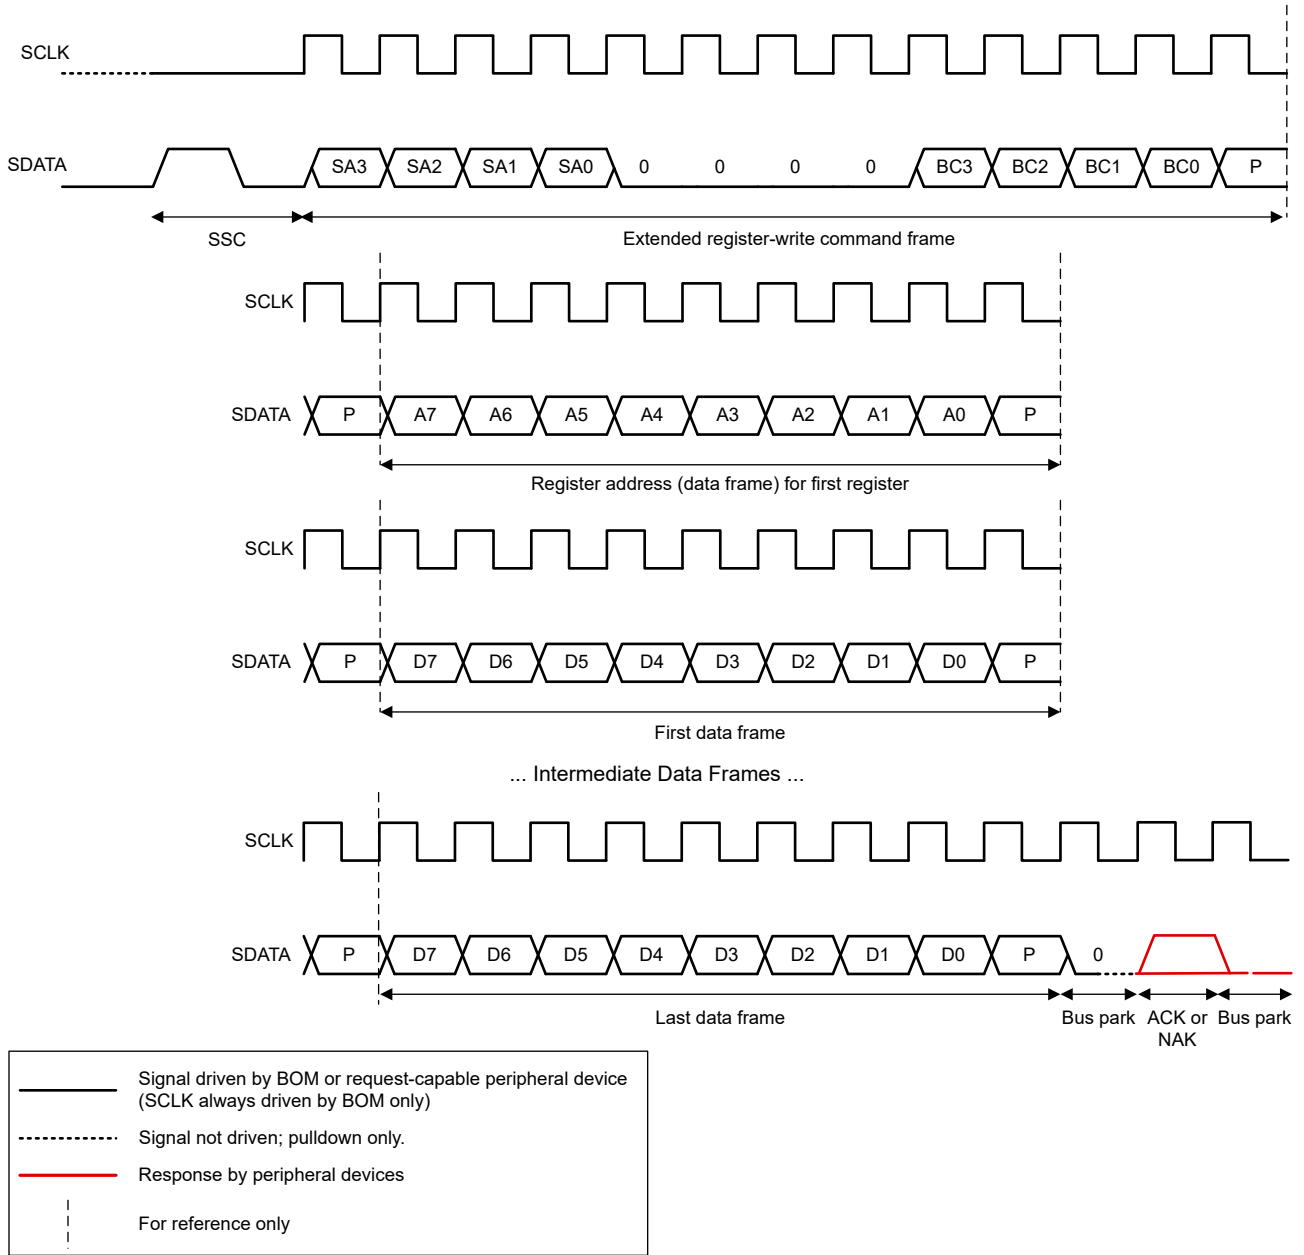 SCLK
SDATA
SA3 SA2 SA1 SA0 0 0 0 0 BC3 BC2 BC1 BC0 P
SSC
Extended register-write command frame
SCLK
SDATA
P A7 A6 A5 A4 A3 A2 A1 A0 P
Register address (data frame) for first register
SCLK
SDATA
P D7 D6 D5 D4 D3 D2 D1 D0 P
First data frame
... Intermediate Data Frames ...
SCLK
SDATA
P D7 D6 D5 D4 D3 D2 D1 D0 P 0
Last data frame
Bus park
ACK or
NAK
Bus park
Signal driven by BOM or request-capable peripheral device
(SCLK always driven by BOM only)
Signal not driven; pulldown only.
Response by peripheral devices
For reference only